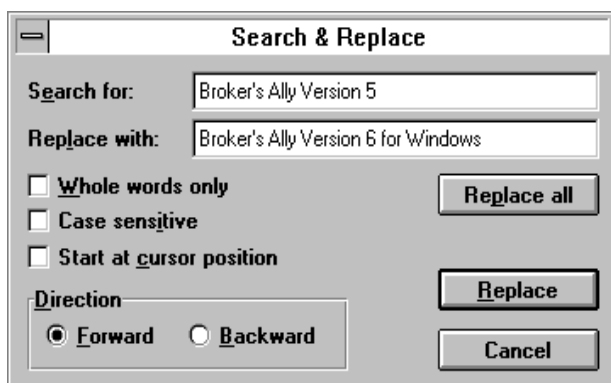 Search & Replace
Search for: Broker's Ally Version 5
Replace with: Broker's Ally Version 6 for Windows
Whole words only
Replace all
Case sensitive
Start at cursor position
Direction
Replace
Forward Backward
Cancel